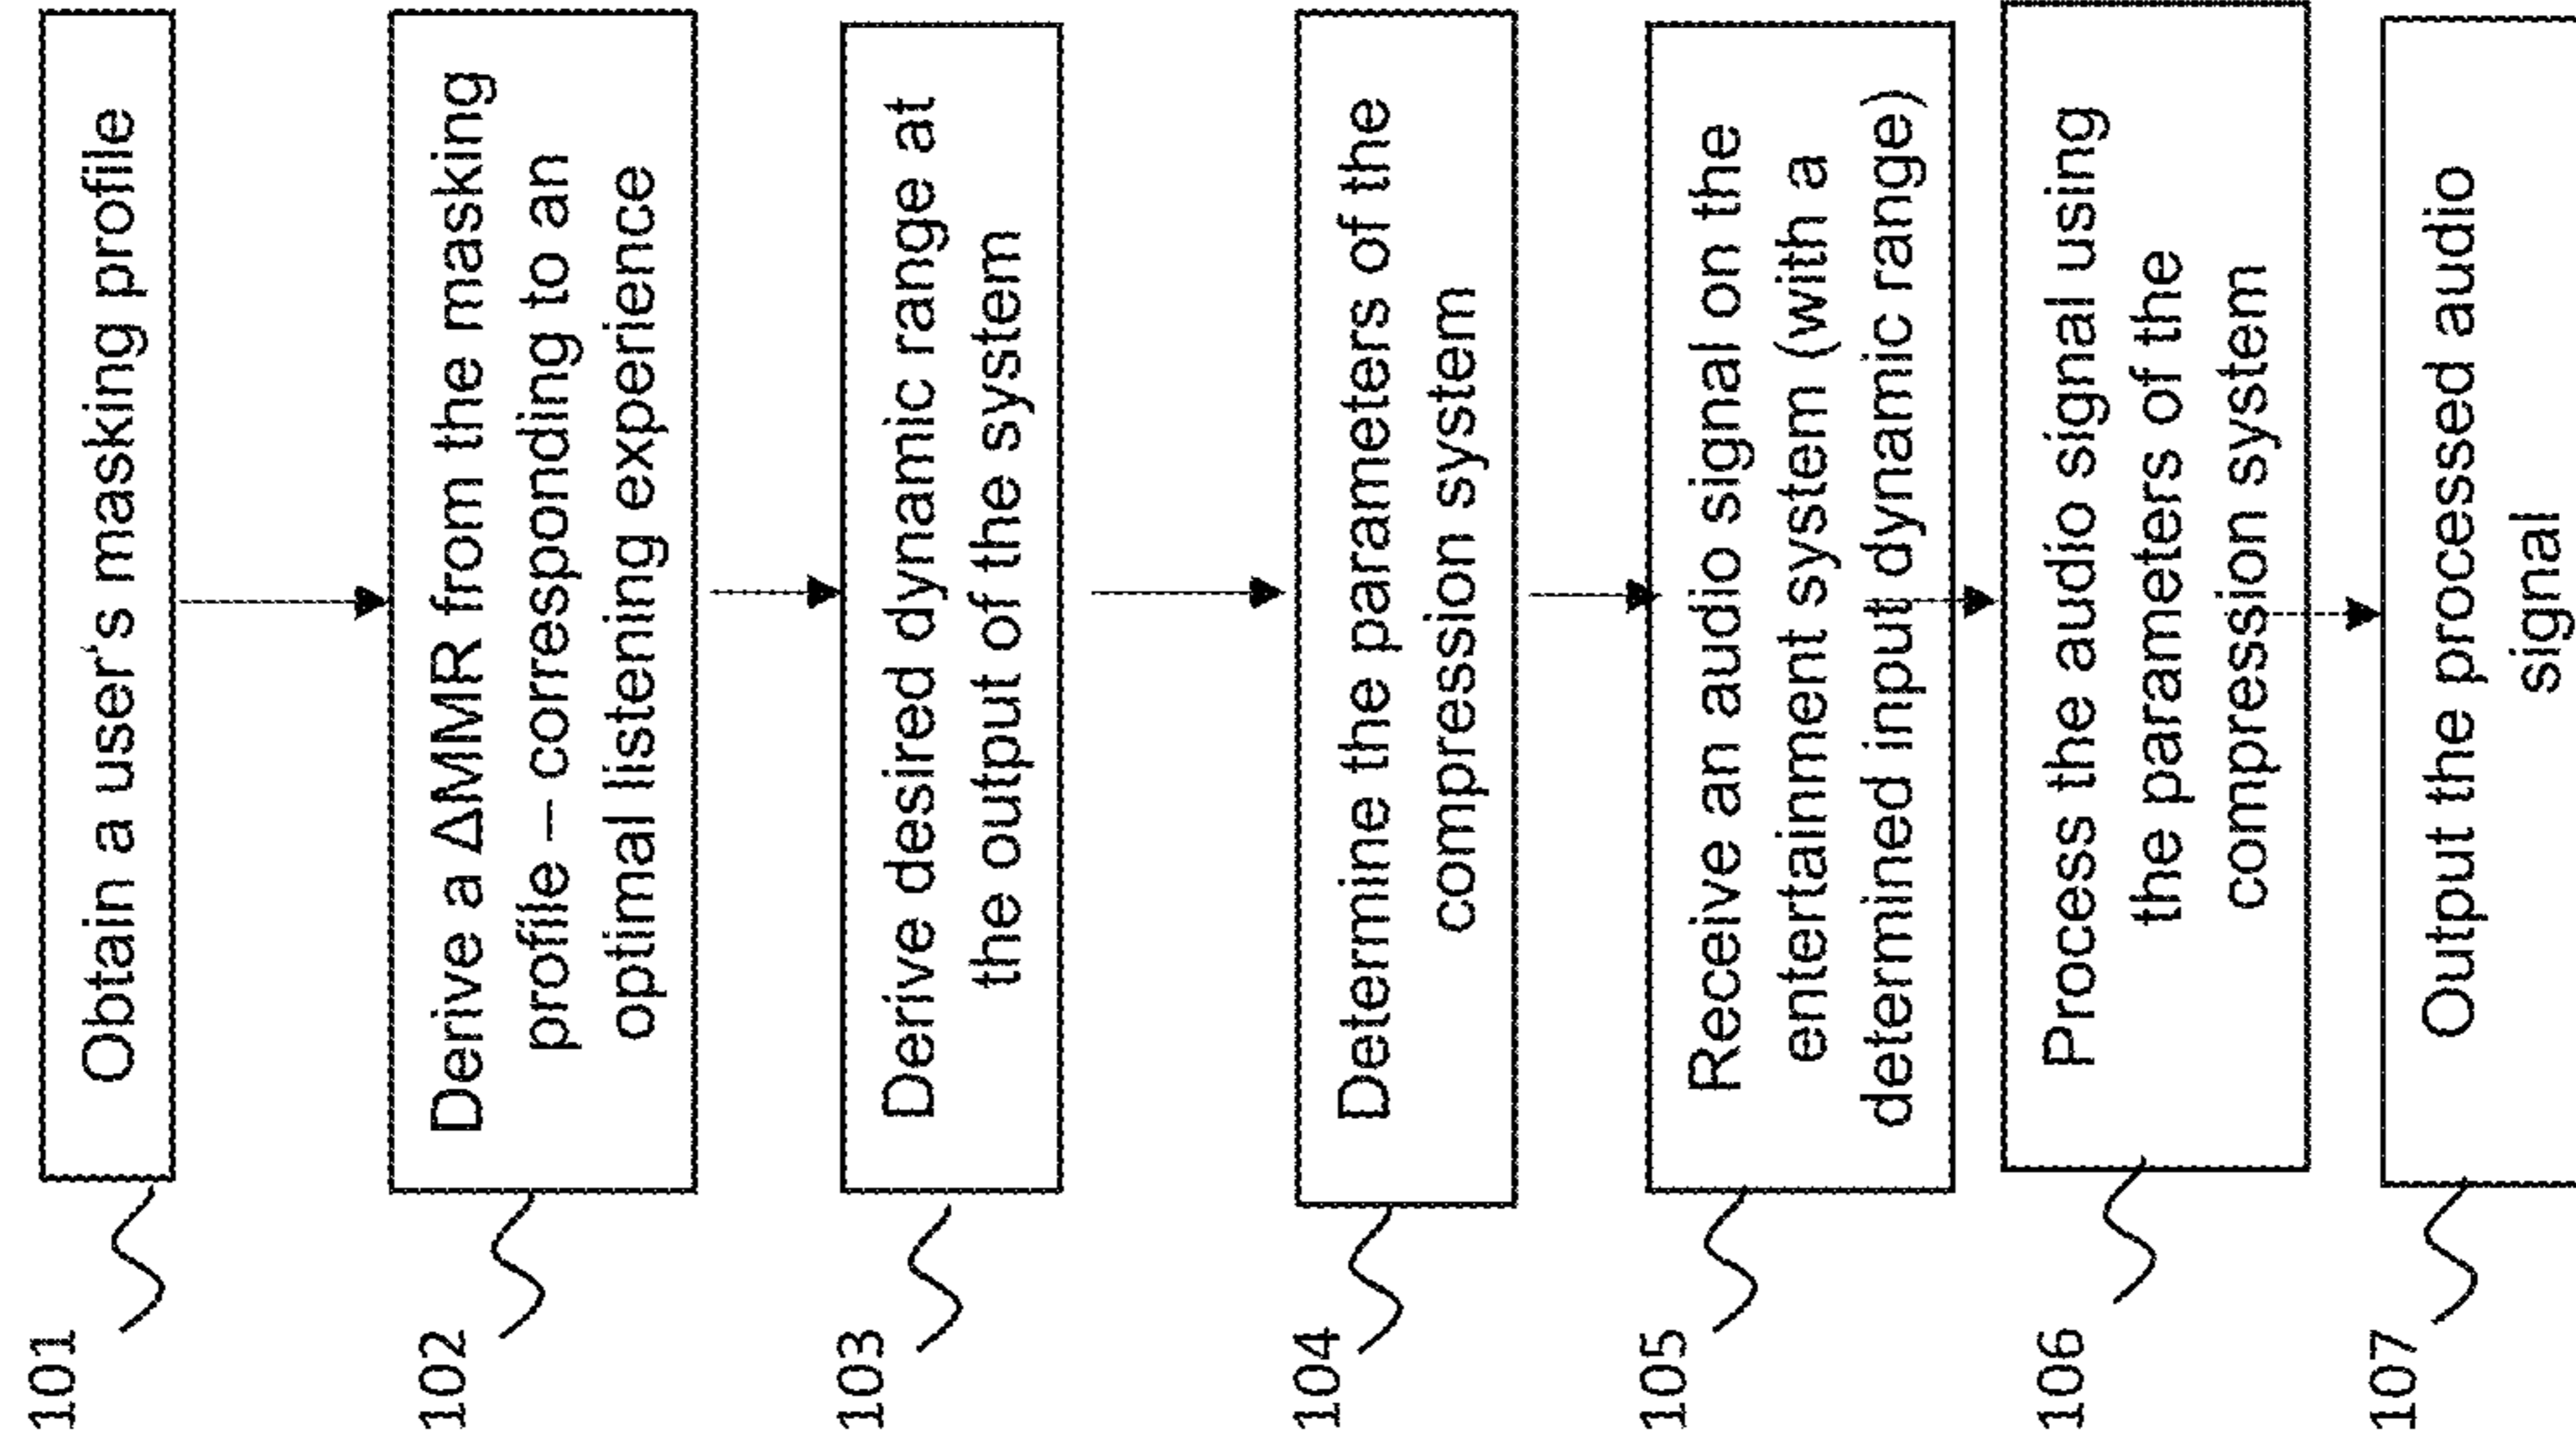 101
Obtain a user's masking profile
102
Derive a ΔMMR from the masking
profile – corresponding to an
optimal listening experience
103
Derive desired dynamic range at
the output of the system
104
Determine the parameters of the
compression system
105
Receive an audio signal on the
entertainment system (with a
determined input dynamic range)
106
Process the audio signal using
the parameters of the
compression system
107
Output the processed audio
signal